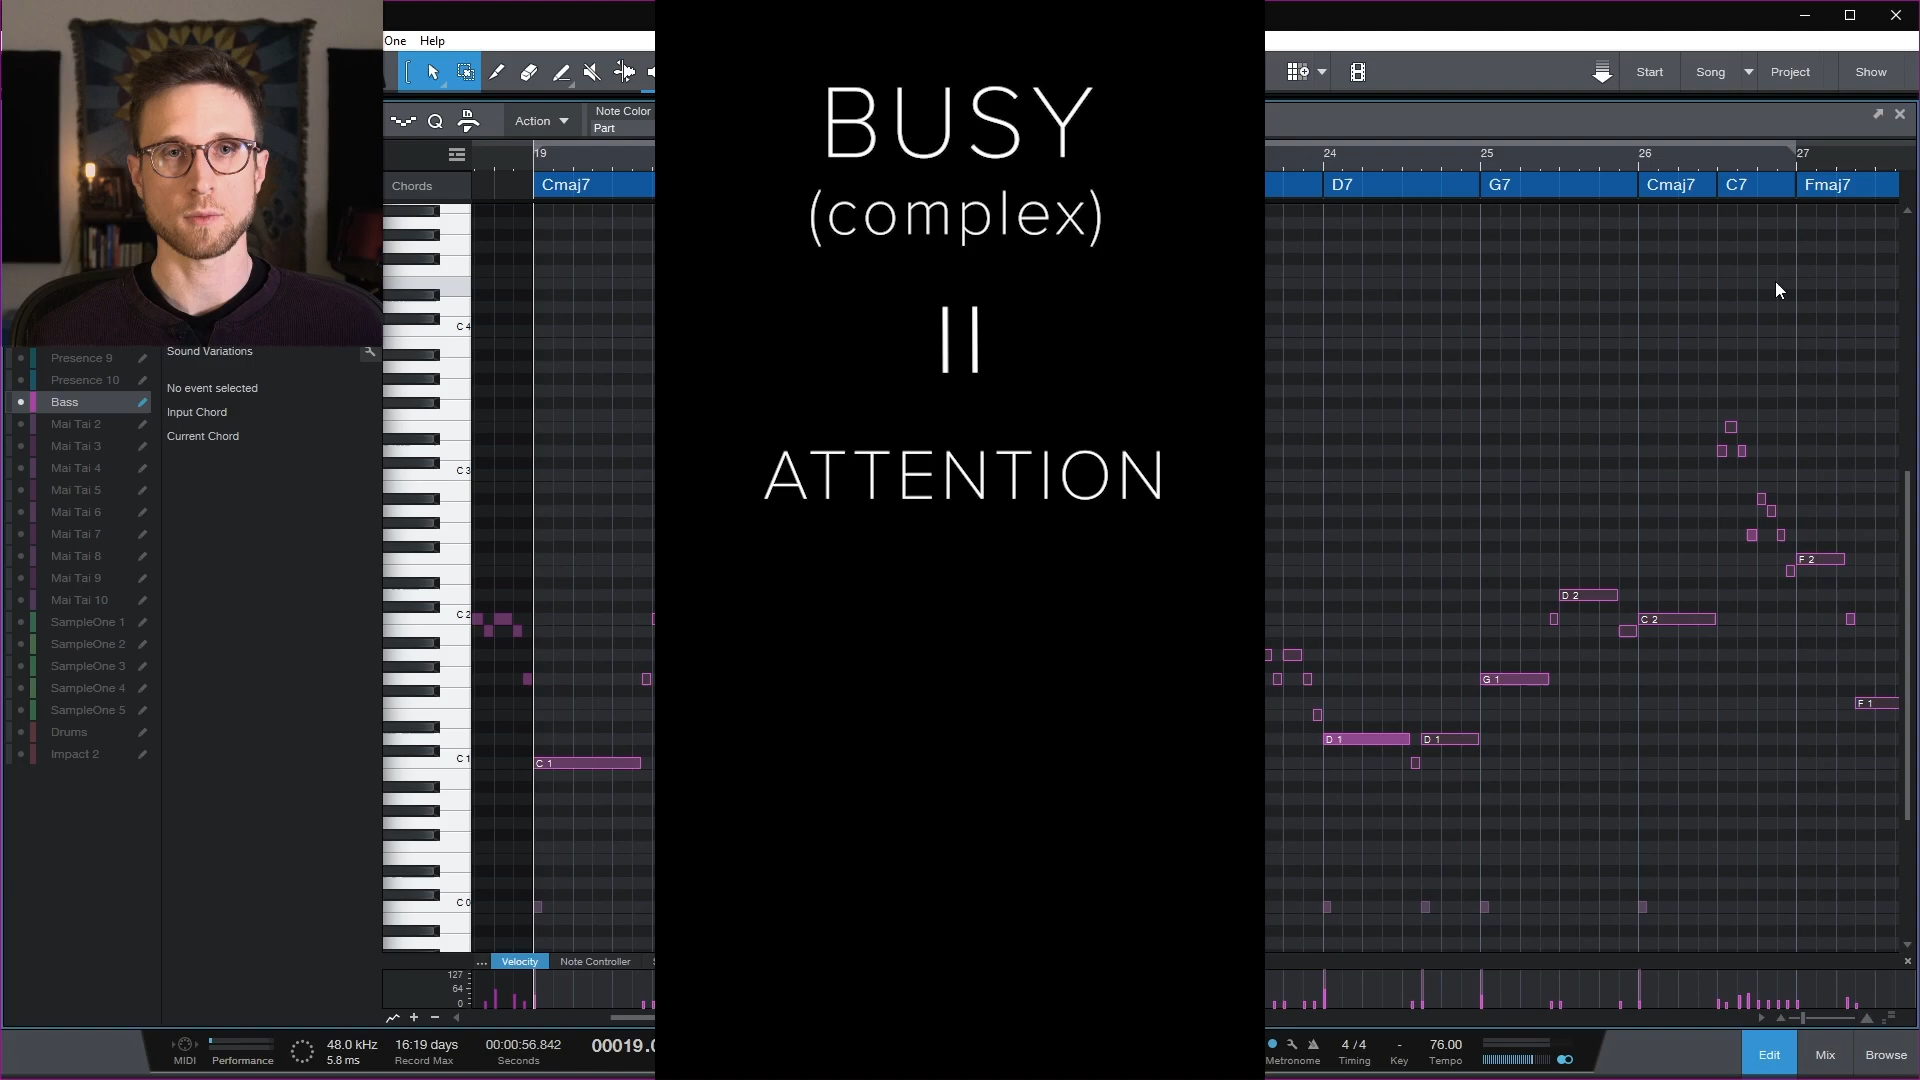 One Help
Start Song Project Show
Action
Note Color
Part
BUSY
(complex)
||
ATTENTION
19
24 25 26 27
Chords
Cmaj7
D7 G7 Cmaj7 C7 Fmaj7
Sound Variations
No event selected
Input Chord
Current Chord
Presence 9
Presence 10
Bass
Mai Tai 2
Mai Tai 3
Mai Tai 4
Mai Tai 5
Mai Tai 6
Mai Tai 7
Mai Tai 8
Mai Tai 9
Mai Tai 10
SampleOne 1
SampleOne 2
SampleOne 3
SampleOne 4
SampleOne 5
Drums
Impact 2
C 4
C 3
C 2
C 1
C 0
C 1
D 1
D 1
G 1
D 2
C 2
F 2
F 1
... Velocity Note Controller
127
64
0
MIDI
Performance
48.0 kHz
5.8 ms
16:19 days
Record Max
00:00:56.842
Seconds
00019.0
Metronome
4 / 4
Timing
-
Key
76.00
Tempo
Edit Mix Browse